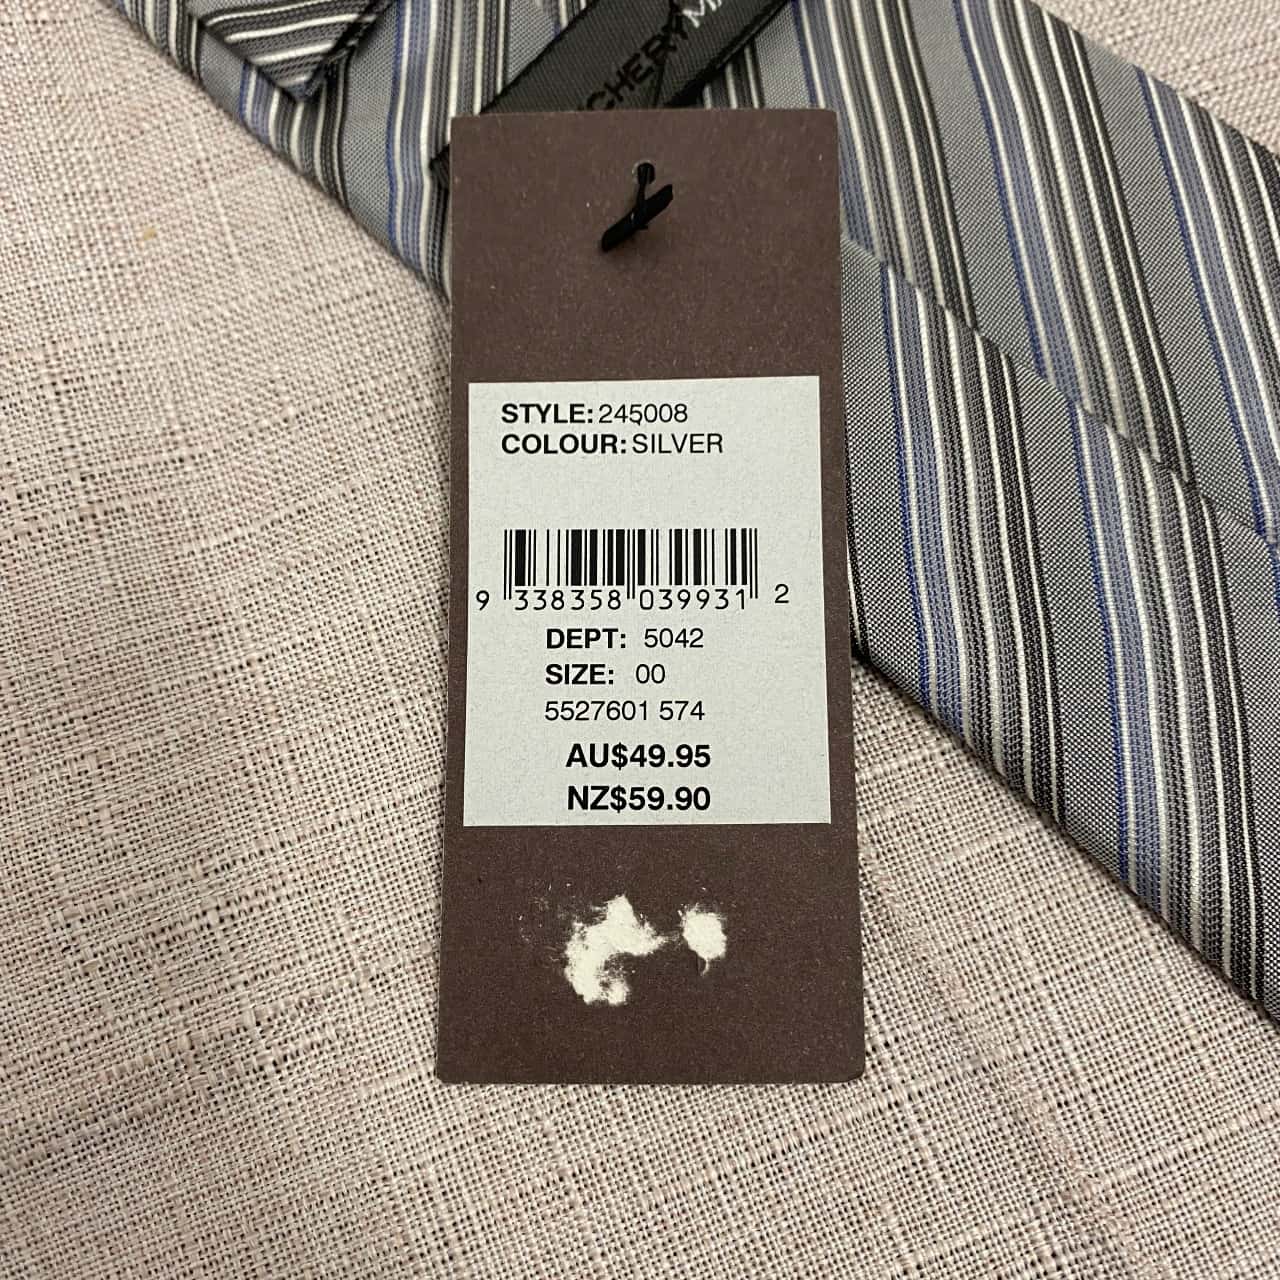 STYLE: 245008
COLOUR: SILVER
9 338358 039931 2
DEPT: 5042
SIZE: 00
5527601 574
AU$49.95
NZ$59.90